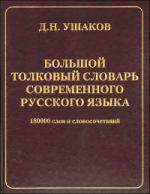 Д.Н. УШАКОВ
БОЛЬШОЙ
ТОЛКОВЫЙ СЛОВАРЬ
СОВРЕМЕННОГО
РУССКОГО ЯЗЫКА
180000 слов и словосочетаний